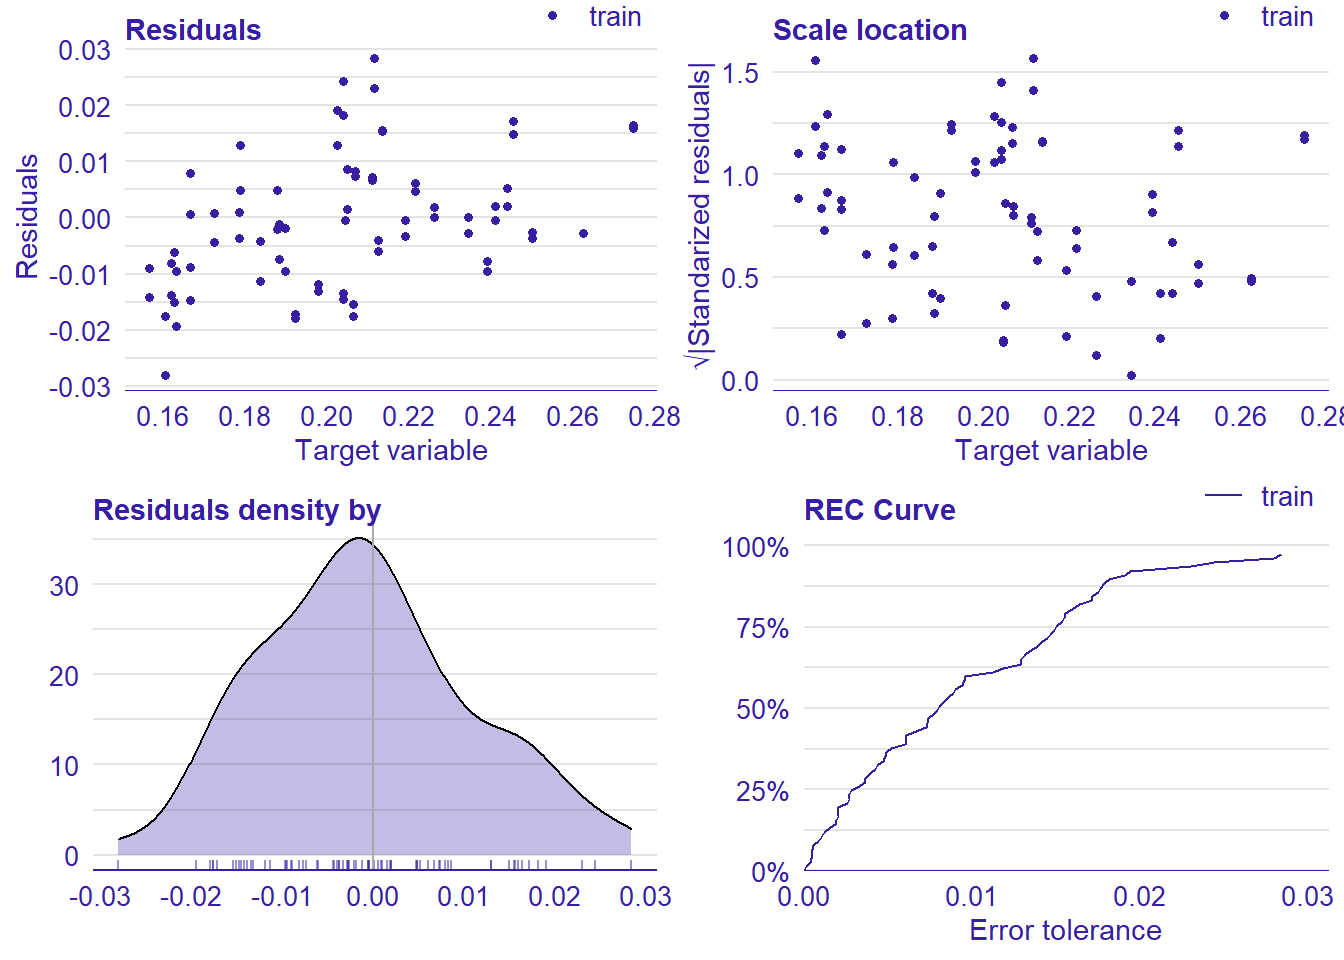 Residuals
train
0.03
0.02
0.01
0.00
-0.01
-0.02
-0.03
Residuals
0.16 0.18 0.20 0.22 0.24 0.26 0.28
Target variable
Scale location
train
1.5
1.0
0.5
0.0
√|Standarized residuals|
0.16 0.18 0.20 0.22 0.24 0.26 0.28
Target variable
Residuals density by
30
20
10
0
-0.03 -0.02 -0.01 0.00 0.01 0.02 0.03
REC Curve
train
100%
75%
50%
25%
0%
0.00 0.01 0.02 0.03
Error tolerance